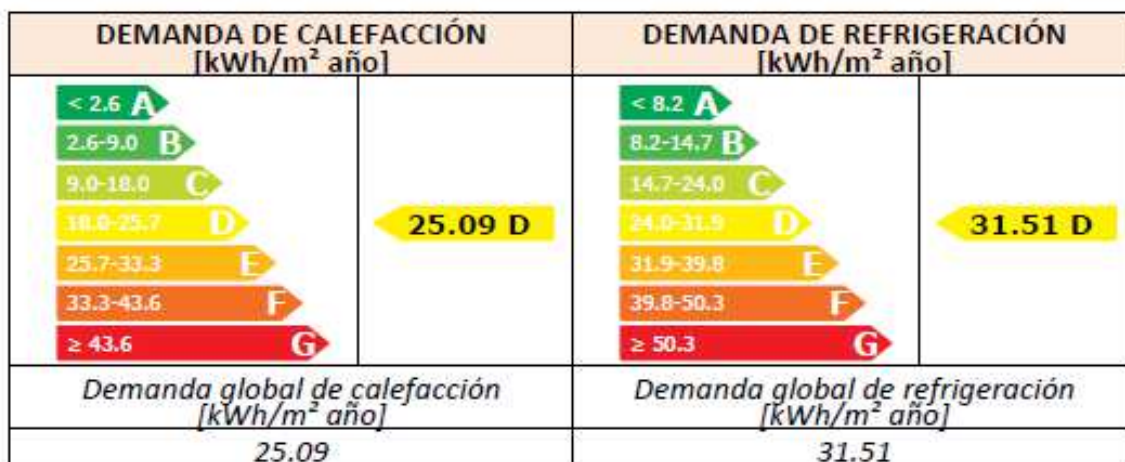 DEMANDA DE CALEFACCIÓN
[kWh/m² año]
DEMANDA DE REFRIGERACIÓN
[kWh/m² año]
< 2.6 A
2.6-9.0 B
9.0-18.0 C
18.0-25.7 D
25.7-33.3 E
33.3-43.6 F
≥ 43.6 G
25.09 D
< 8.2 A
8.2-14.7 B
14.7-24.0 C
24.0-31.9 D
31.9-39.8 E
39.8-50.3 F
≥ 50.3 G
31.51 D
Demanda global de calefacción
[kWh/m² año]
Demanda global de refrigeración
[kWh/m² año]
25.09
31.51